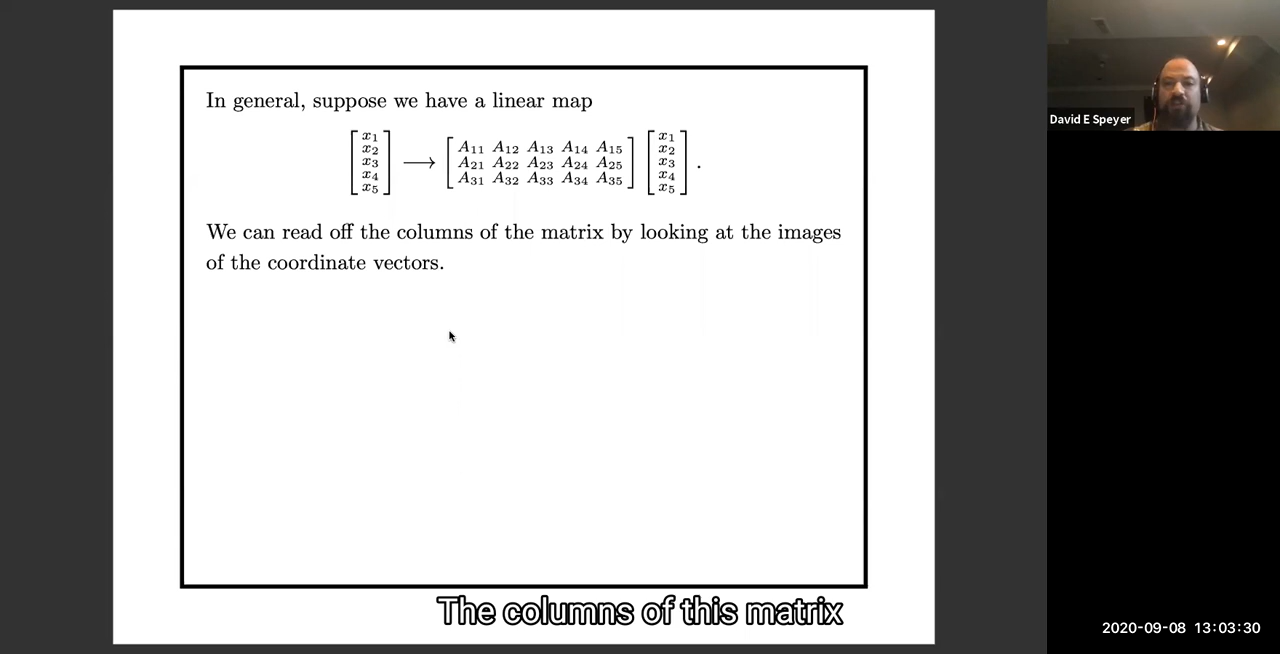 In general, suppose we have a linear map
[x1 x2 x3 x4 x5] ⟶ [A11 A12 A13 A14 A15
A21 A22 A23 A24 A25
A31 A32 A33 A34 A35] [x1 x2 x3 x4 x5] .
We can read off the columns of the matrix by looking at the images
of the coordinate vectors.
The columns of this matrix
David E Speyer
2020-09-08 13:03:30